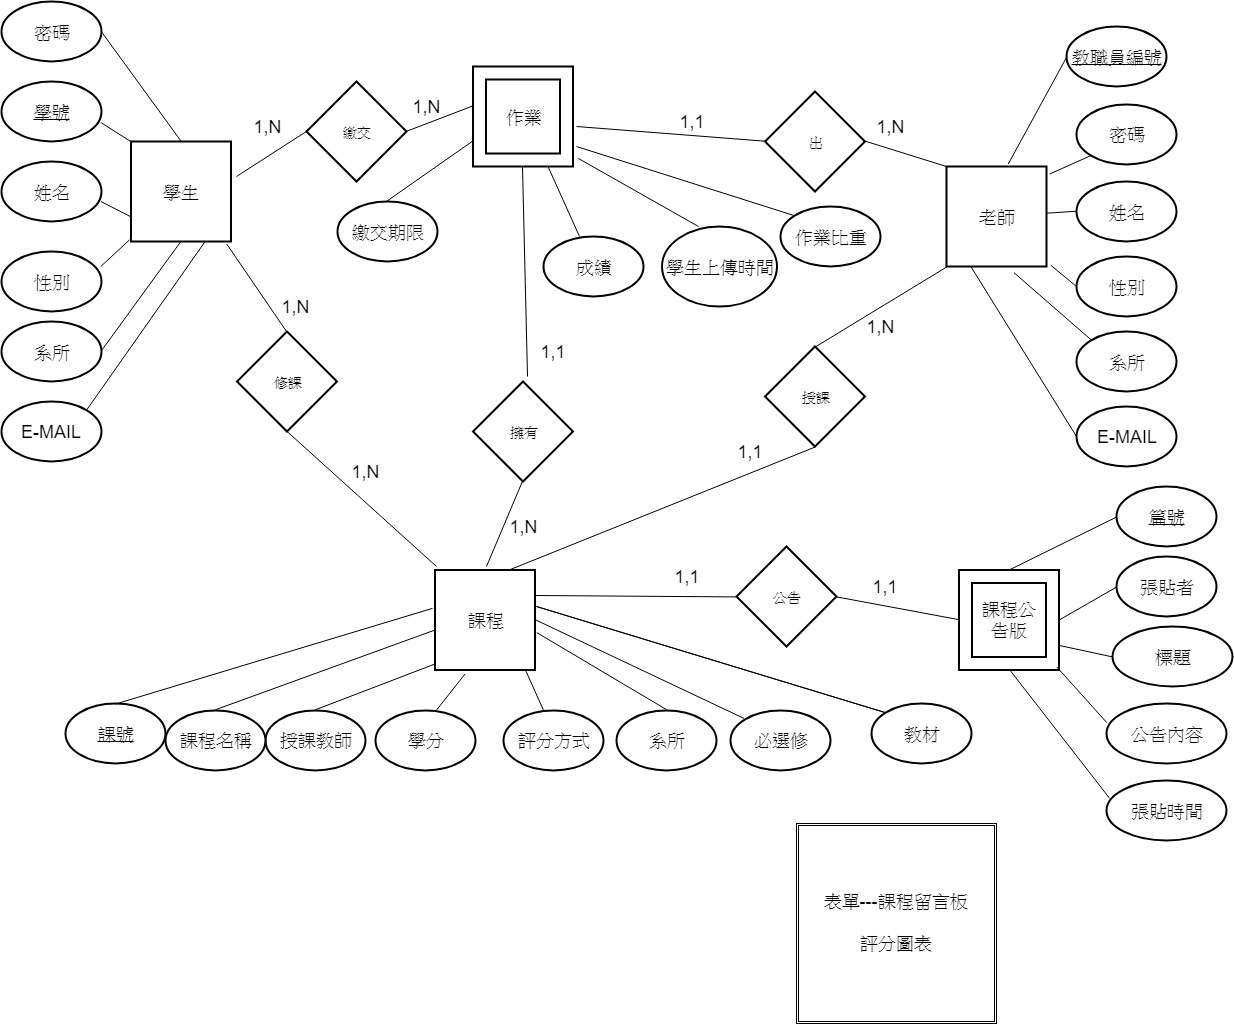 密碼
學號
姓名
性別
系所
E-MAIL
學生
1,N
繳交
1,N
作業
繳交期限
成績
學生上傳時間
作業比重
1,1
出
1,N
老師
教職員編號
密碼
姓名
性別
系所
E-MAIL
1,N
修課
1,N
1,1
擁有
1,N
1,N
授課
1,1
課程
1,1
公告
1,1
課程公
告版
篇號
張貼者
標題
公告內容
張貼時間
課號
課程名稱
授課教師
學分
評分方式
系所
必選修
教材
表單---課程留言板
評分圖表